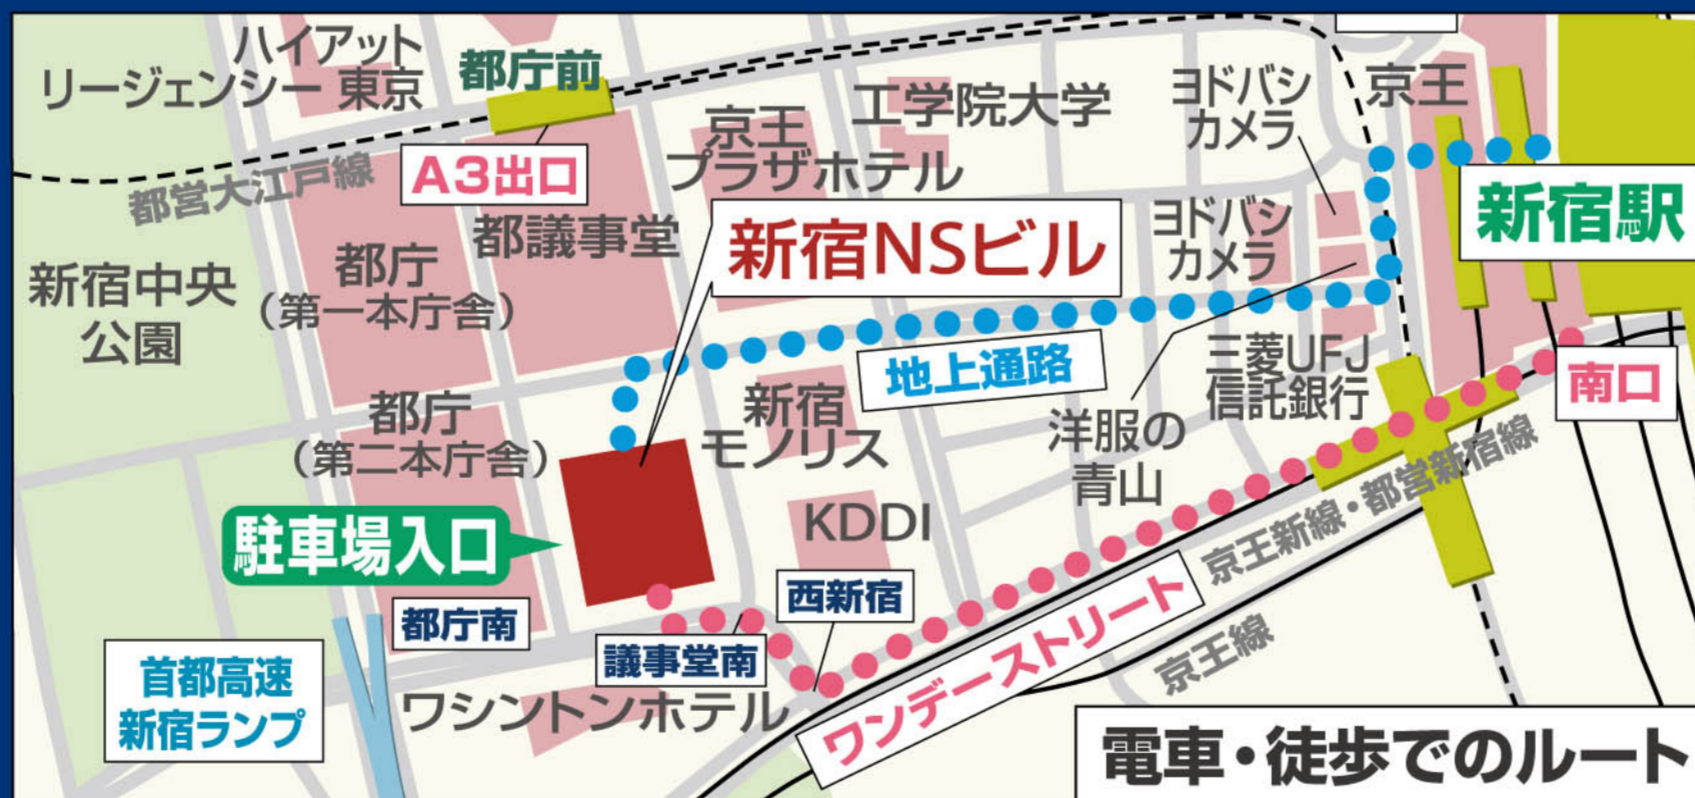 ハイアット
リージェンシー 東京
都庁前
A3出口
都営大江戸線
京王
プラザホテル
工学院大学
ヨドバシ
カメラ
京王
新宿駅
都議事堂
新宿NSビル
ヨドバシ
カメラ
新宿中央
公園
都庁
(第一本庁舎)
地上通路
三菱UFJ
信託銀行
南口
都庁
(第二本庁舎)
新宿
モノリス
洋服の
青山
KDDI
駐車場入口
京王新線・都営新宿線
西新宿
都庁南
議事堂南
ワンデーストリート
京王線
首都高速
新宿ランプ
ワシントンホテル
電車・徒歩でのルート